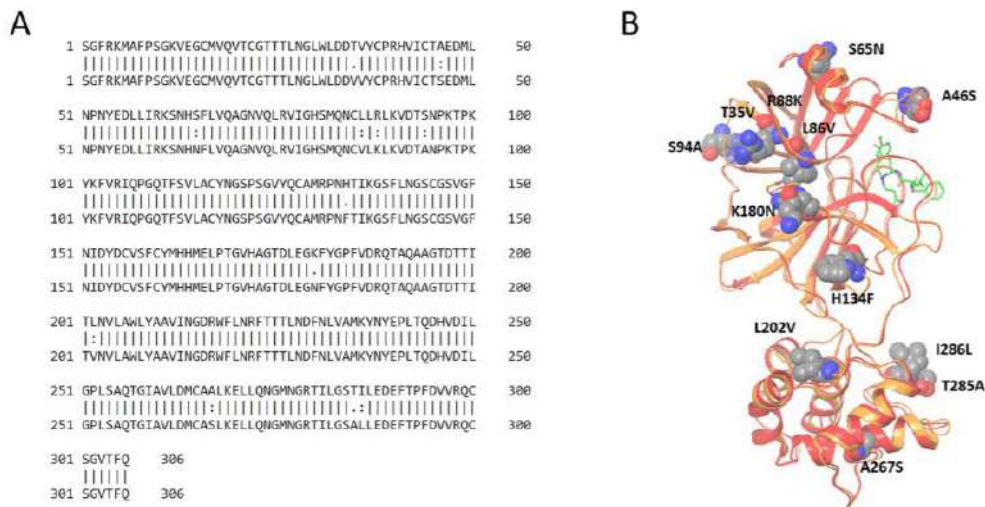 A
1 SGFRKMAFPSGKVEGCMVQVTCGTTTLNGLWLDDTVYCPRHVICTAEDML 50
||||||||||||||||||||||||||||||||||.||||||||||:||||
1 SGFRKMAFPSGKVEGCMVQVTCGTTTLNGLWLDDVVYCPRHVICTSEDML 50
51 NPNYEDLLIRKSNHSFLVQAGNVQLRVIGHSMQNCLLRLKVDTSNPKTPK 100
||||||||||||||:||||||||||||||||||||:|:|||||:||||||
51 NPNYEDLLIRKSNHNFLVQAGNVQLRVIGHSMQNCVLKLKVDTANPKTPK 100
101 YKFVRIQPGQTFSVLACYNGSPSGVYQCAMRPNHTIKGSFLNGSCGSVGF 150
|||||||||||||||||||||||||||||||||.||||||||||||||||
101 YKFVRIQPGQTFSVLACYNGSPSGVYQCAMRPNFTIKGSFLNGSCGSVGF 150
151 NIDYDCVSFCYMHHMELPTGVHAGTDLEGKFYGPFVDRQTAQAAGTDTTI 200
|||||||||||||||||||||||||||||.||||||||||||||||||||
151 NIDYDCVSFCYMHHMELPTGVHAGTDLEGNFYGPFVDRQTAQAAGTDTTI 200
201 TLNVLAWLYAAVINGDRWFLNRFTTTLNDFNLVAMKYNYEPLTQDHVDIL 250
|:||||||||||||||||||||||||||||||||||||||||||||||||
201 TVNVLAWLYAAVINGDRWFLNRFTTTLNDFNLVAMKYNYEPLTQDHVDIL 250
251 GPLSAQTGIAVLDMCAALKELLQNGMNGRTILGSTILEDEFTPFDVVRQC 300
||||||||||||||||:|||||||||||||||||.:||||||||||||||
251 GPLSAQTGIAVLDMCASLKELLQNGMNGRTILGSALLEDEFTPFDVVRQC 300
301 SGVTFQ 306
||||||
301 SGVTFQ 306
B
S65N
A46S
R88K
T35V
L86V
S94A
K180N
H134F
L202V
I286L
T285A
A267S